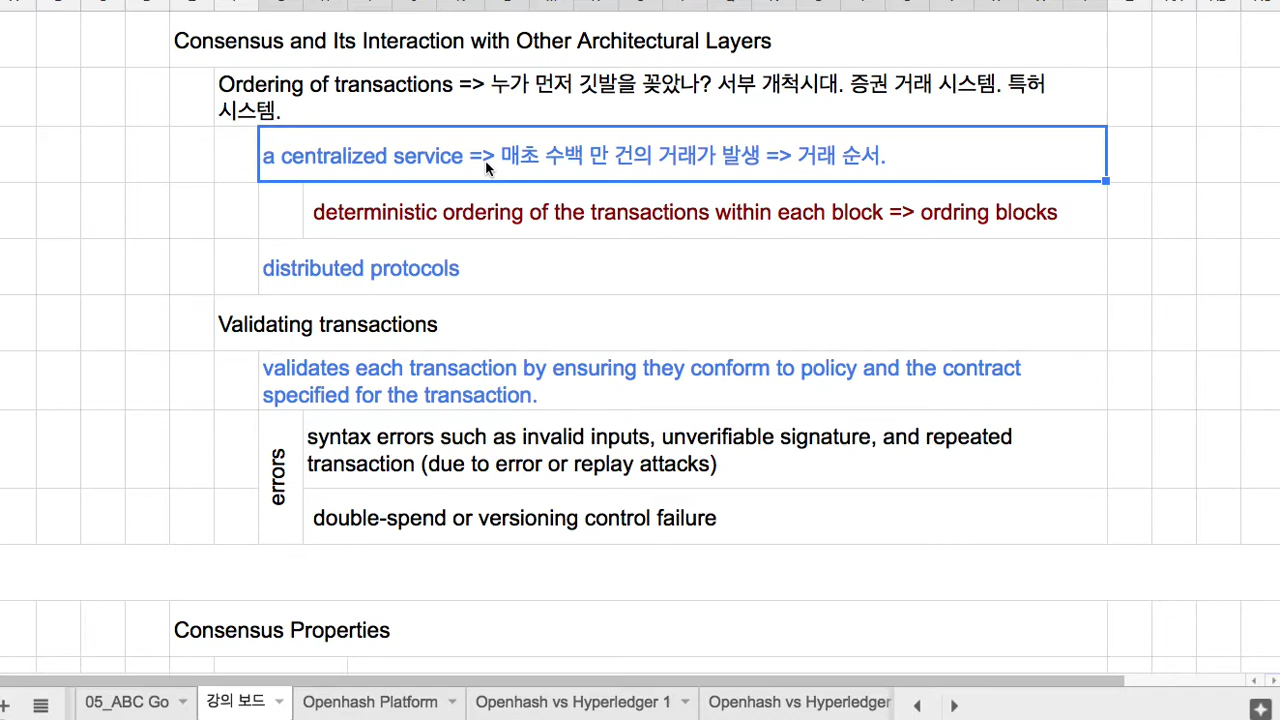 Consensus and Its Interaction with Other Architectural Layers
Ordering of transactions => 누가 먼저 깃발을 꽂았나? 서부 개척시대. 증권 거래 시스템. 특허
시스템.
a centralized service => 매초 수백 만 건의 거래가 발생 => 거래 순서.
deterministic ordering of the transactions within each block => ordring blocks
distributed protocols
Validating transactions
validates each transaction by ensuring they conform to policy and the contract
specified for the transaction.
errors
syntax errors such as invalid inputs, unverifiable signature, and repeated
transaction (due to error or replay attacks)
double-spend or versioning control failure
Consensus Properties
05_ABC Go
강의 보드
Openhash Platform
Openhash vs Hyperledger 1
Openhash vs Hyperledger